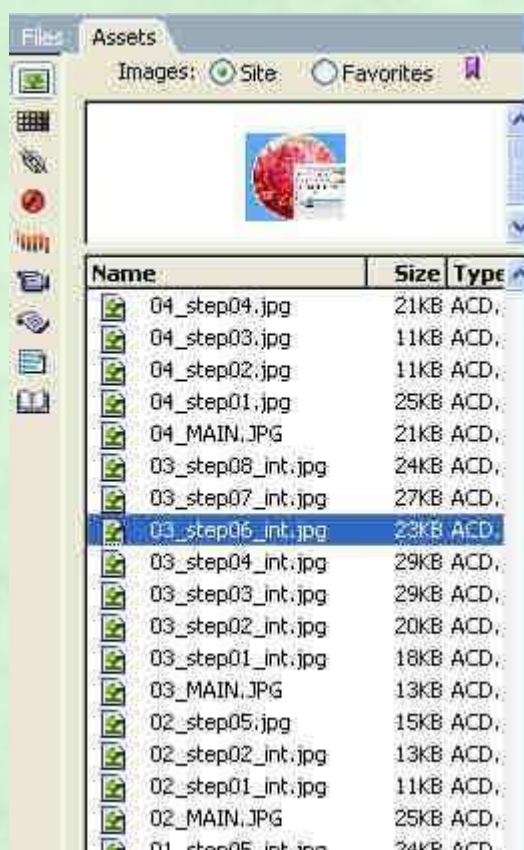 Files Assets
Images: Site Favorites
Name Size Type
04_step04.jpg 21KB ACD.
04_step03.jpg 11KB ACD.
04_step02.jpg 11KB ACD.
04_step01.jpg 25KB ACD.
04_MAIN.JPG 21KB ACD.
03_step08_int.jpg 24KB ACD.
03_step07_int.jpg 27KB ACD.
03_step06_int.jpg 23KB ACD.
03_step04_int.jpg 29KB ACD.
03_step03_int.jpg 29KB ACD.
03_step02_int.jpg 20KB ACD.
03_step01_int.jpg 18KB ACD.
03_MAIN.JPG 13KB ACD.
02_step05.jpg 15KB ACD.
02_step02_int.jpg 13KB ACD.
02_step01_int.jpg 11KB ACD.
02_MAIN.JPG 25KB ACD.
01_step05_int.jpg 24KB ACD.